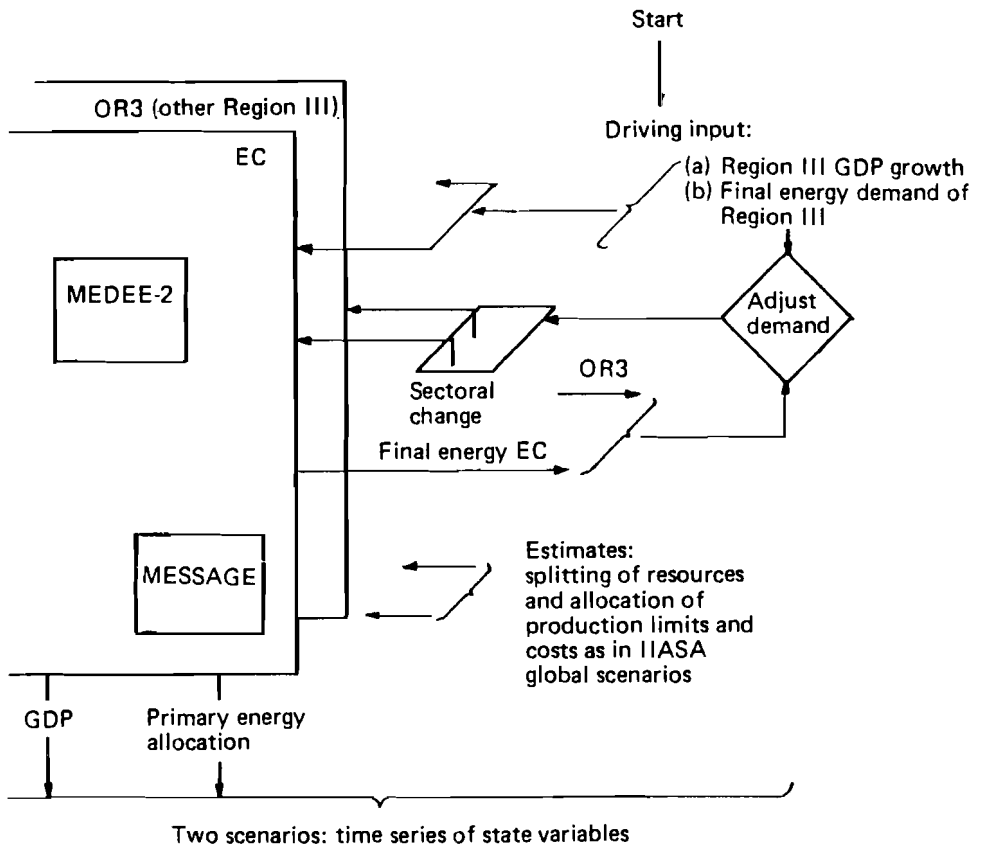 Start
OR3 (other Region III)
Driving input:
EC
(a) Region III GDP growth
(b) Final energy demand of
Region III
MEDEE-2
Adjust
demand
OR3
Sectoral
change
Final energy EC
MESSAGE
Estimates:
splitting of resources
and allocation of
production limits and
costs as in IIASA
global scenarios
GDP
Primary energy
allocation
Two scenarios: time series of state variables